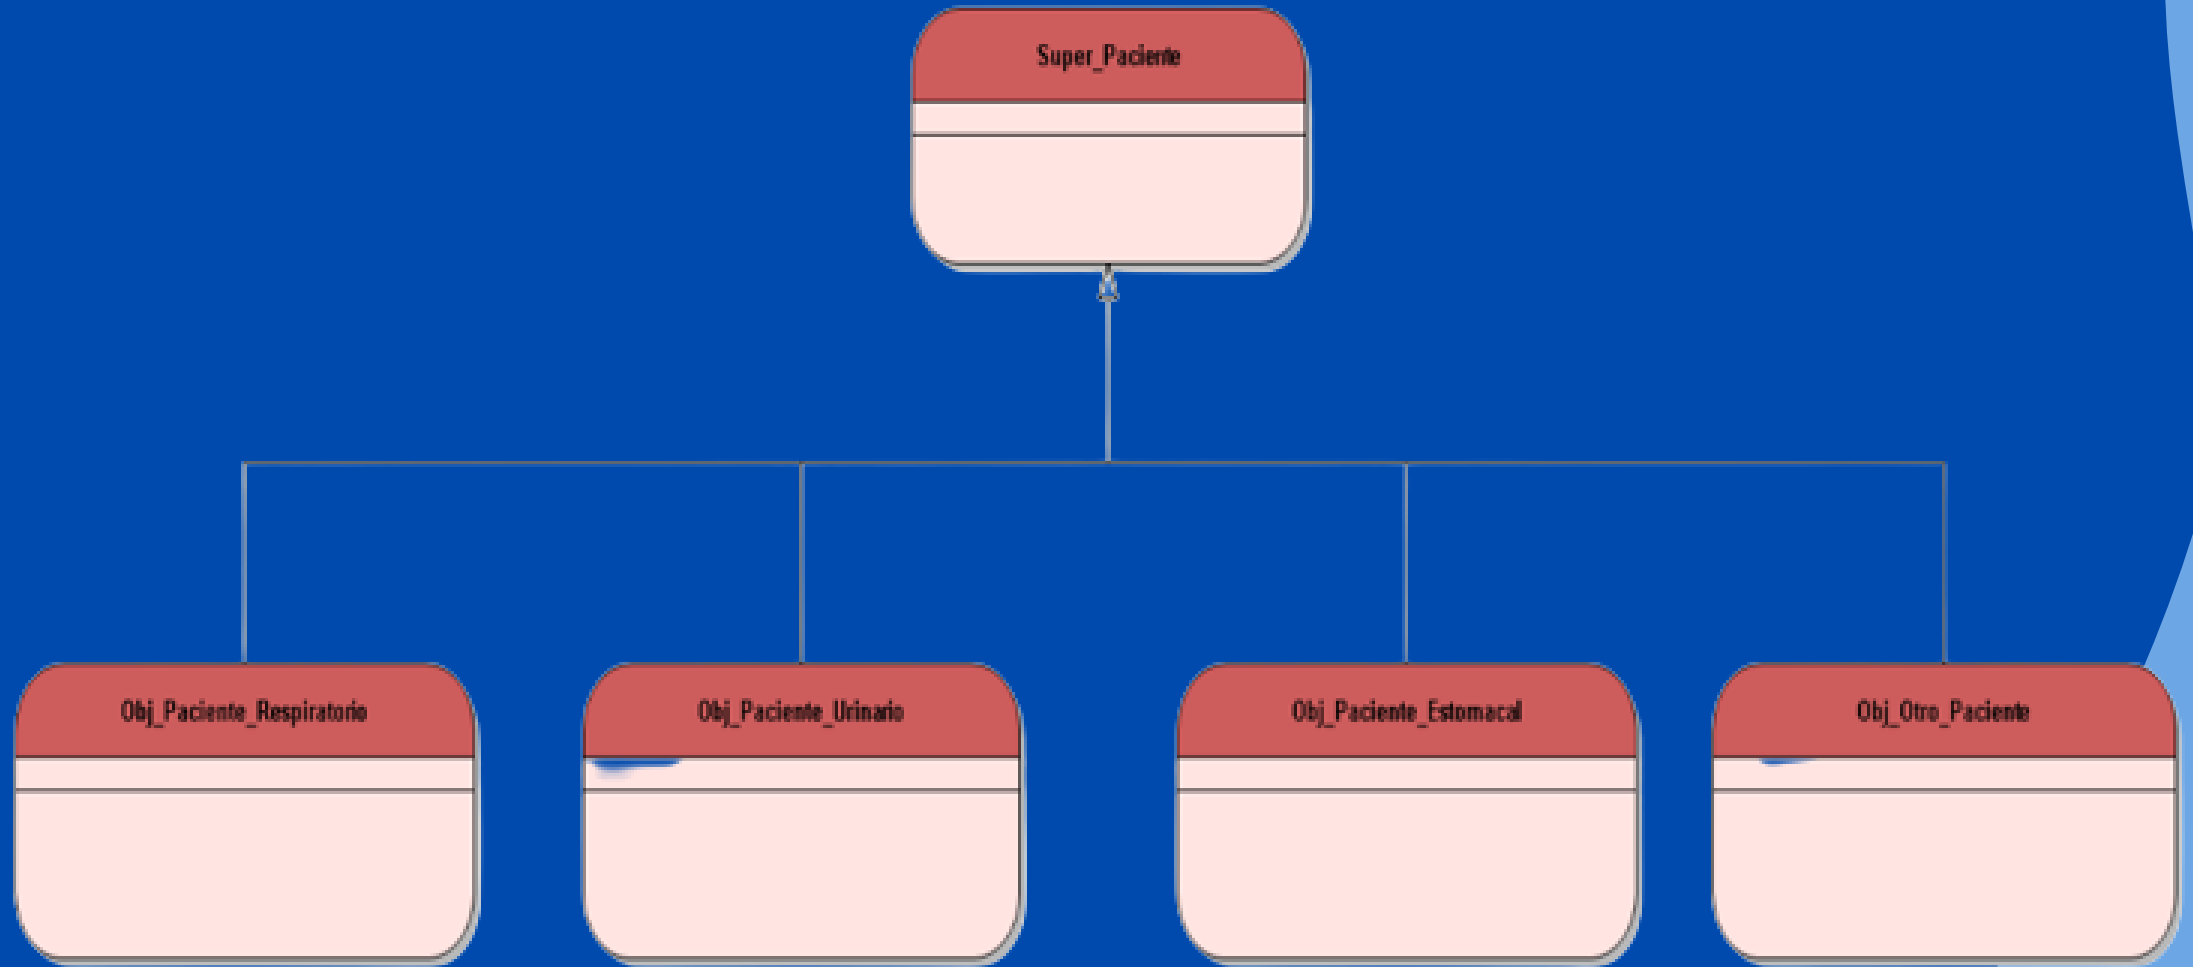 Super_Paciente
Obj_Paciente_Respiratorio
Obj_Paciente_Urinario
Obj_Paciente_Estomacal
Obj_Otro_Paciente